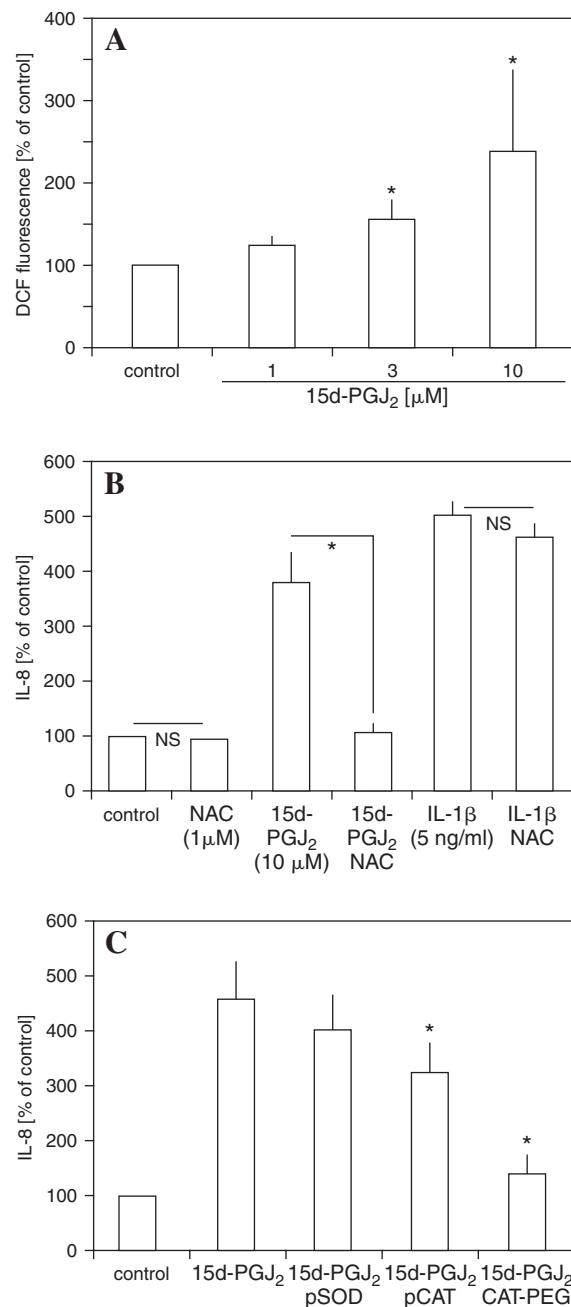 A
DCF fluorescence [% of control]
400
300
200
100
0
*
*
control
1
3
10
15d-PGJ₂ [µM]
B
IL-8 [% of control]
600
500
400
300
200
100
0
NS
*
NS
control
NAC
(1µM)
15d-
PGJ₂
(10 µM)
15d-
PGJ₂
NAC
IL-1β
(5 ng/ml)
IL-1β
NAC
C
IL-8 [% of control]
600
500
400
300
200
100
0
*
*
control
15d-PGJ₂
15d-PGJ₂
pSOD
15d-PGJ₂
pCAT
15d-PGJ₂
CAT-PEG